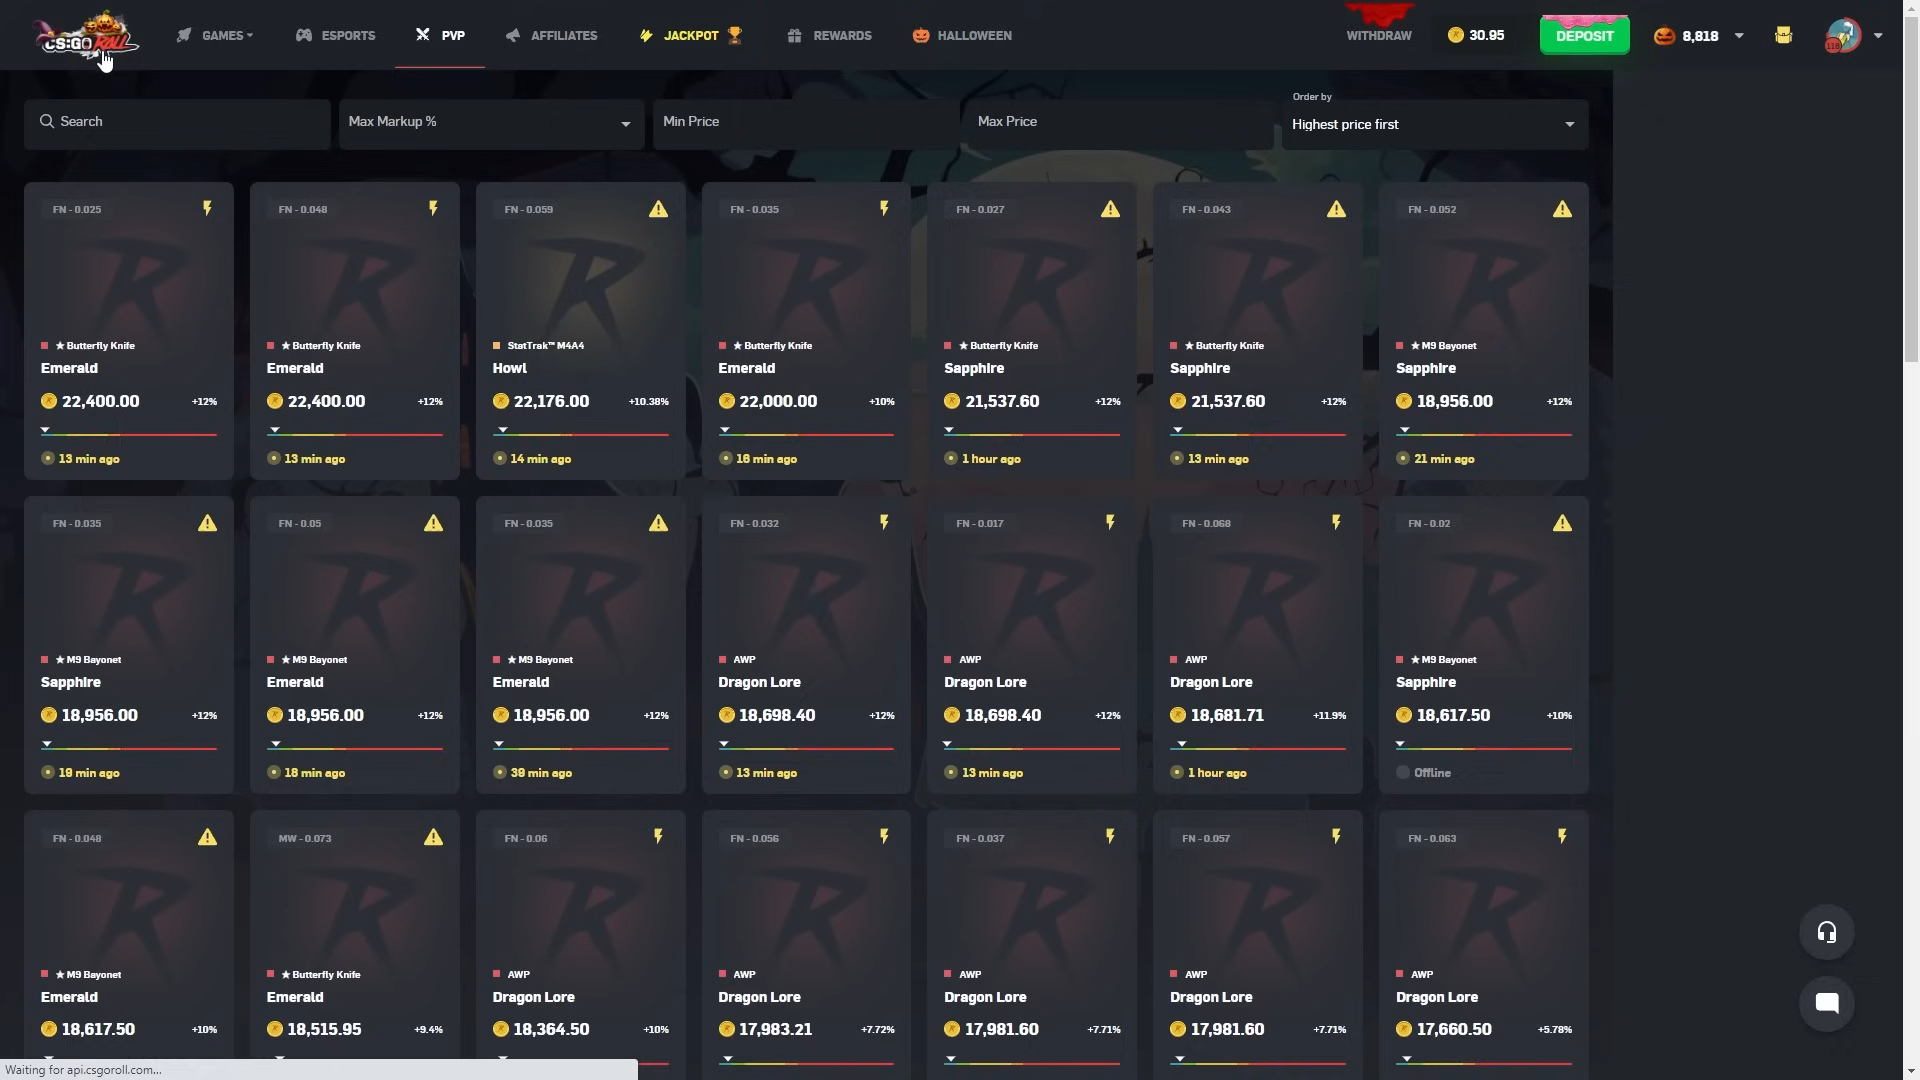 CS:GO ROLL
GAMES
ESPORTS
PVP
AFFILIATES
JACKPOT
REWARDS
HALLOWEEN
WITHDRAW
30.95
DEPOSIT
8,818
118
Search
Max Markup %
Min Price
Max Price
Order by
Highest price first
FN - 0.025
FN - 0.048
FN - 0.059
FN - 0.035
FN - 0.027
FN - 0.043
FN - 0.052
★ Butterfly Knife
★ Butterfly Knife
StatTrak™ M4A4
★ Butterfly Knife
★ Butterfly Knife
★ Butterfly Knife
★ M9 Bayonet
Emerald
Emerald
Howl
Emerald
Sapphire
Sapphire
Sapphire
22,400.00 +12%
22,400.00 +12%
22,176.00 +10.38%
22,000.00 +10%
21,537.60 +12%
21,537.60 +12%
18,956.00 +12%
13 min ago
13 min ago
14 min ago
16 min ago
1 hour ago
13 min ago
21 min ago
FN - 0.035
FN - 0.05
FN - 0.035
FN - 0.032
FN - 0.017
FN - 0.068
FN - 0.02
★ M9 Bayonet
★ M9 Bayonet
★ M9 Bayonet
AWP
AWP
AWP
★ M9 Bayonet
Sapphire
Emerald
Emerald
Dragon Lore
Dragon Lore
Dragon Lore
Sapphire
18,956.00 +12%
18,956.00 +12%
18,956.00 +12%
18,698.40 +12%
18,698.40 +12%
18,681.71 +11.9%
18,617.50 +10%
19 min ago
18 min ago
39 min ago
13 min ago
13 min ago
1 hour ago
Offline
FN - 0.048
MW - 0.073
FN - 0.06
FN - 0.056
FN - 0.037
FN - 0.057
FN - 0.063
★ M9 Bayonet
★ Butterfly Knife
AWP
AWP
AWP
AWP
AWP
Emerald
Emerald
Dragon Lore
Dragon Lore
Dragon Lore
Dragon Lore
Dragon Lore
18,617.50 +10%
18,515.95 +9.4%
18,364.50 +10%
17,983.21 +7.72%
17,981.60 +7.71%
17,981.60 +7.71%
17,660.50 +5.78%
Waiting for api.csgoroll.com...